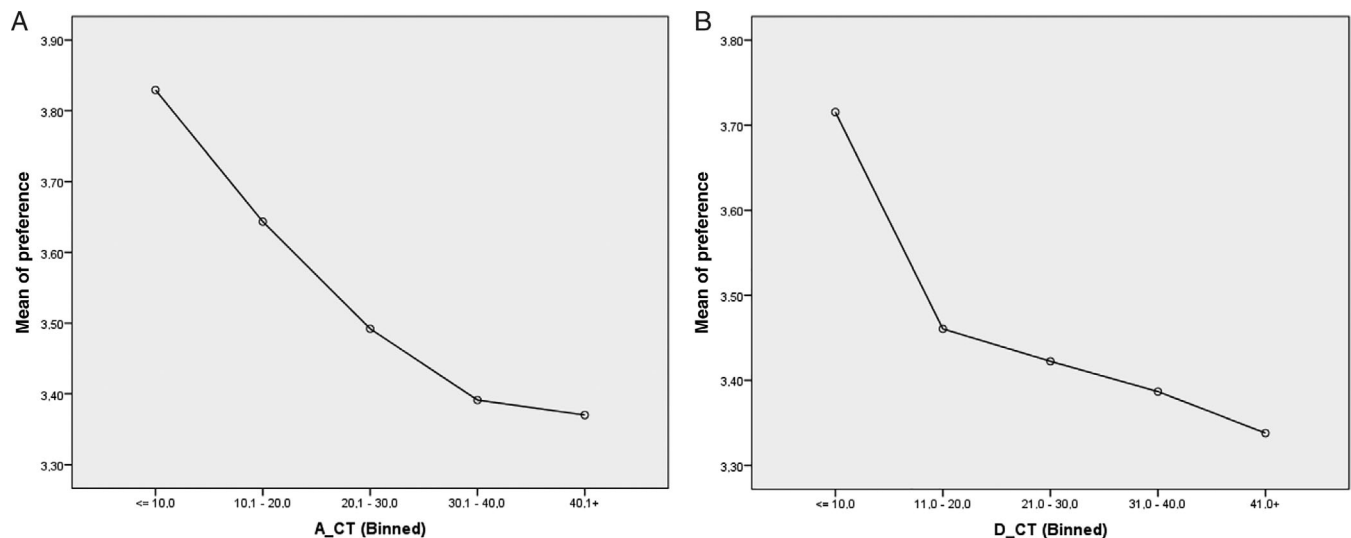 A
Mean of preference
3.90
3.80
3.70
3.60
3.50
3.40
3.30
<= 10.0
10.1 - 20.0
20.1 - 30.0
30.1 - 40.0
40.1+
A_CT (Binned)
B
Mean of preference
3.80
3.70
3.60
3.50
3.40
3.30
<= 10.0
11.0 - 20.0
21.0 - 30.0
31.0 - 40.0
41.0+
D_CT (Binned)